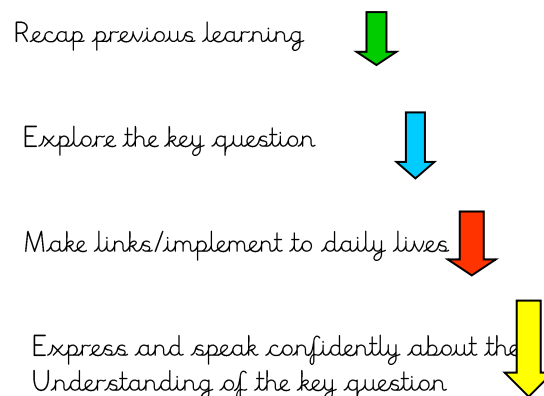 Recap previous learning
Explore the key question
Make links/implement to daily lives
Express and speak confidently about the
Understanding of the key question